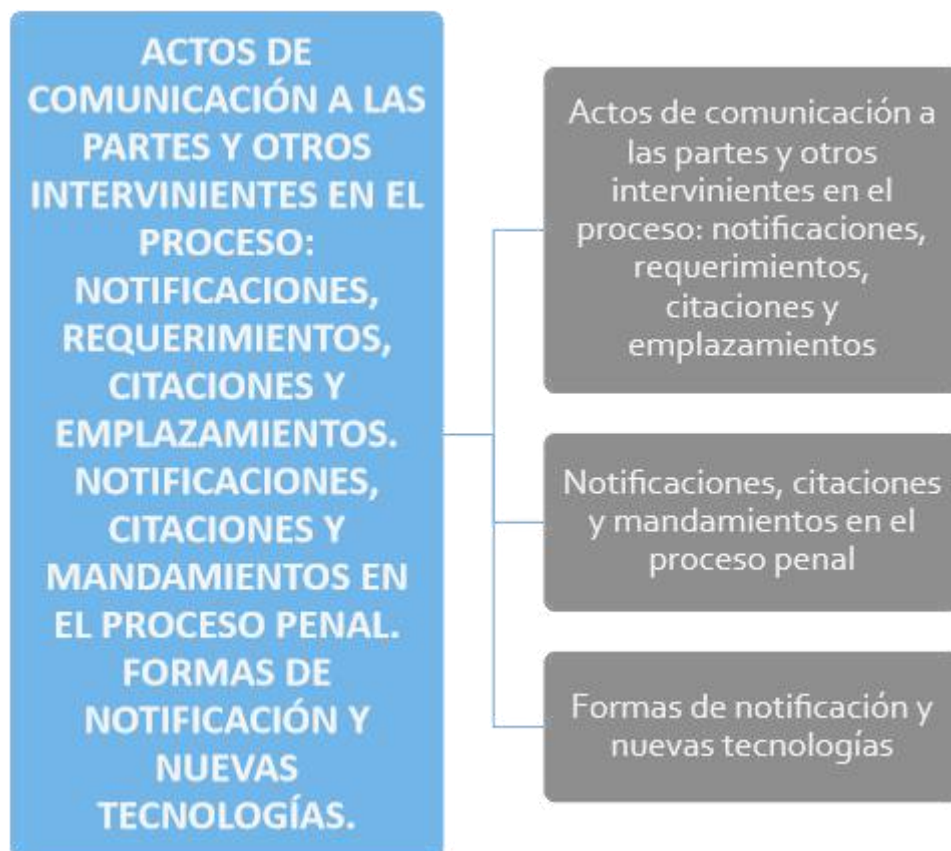 ACTOS DE
COMUNICACIÓN A LAS
PARTES Y OTROS
INTERVINIENTES EN EL
PROCESO:
NOTIFICACIONES,
REQUERIMIENTOS,
CITACIONES Y
EMPLAZAMIENTOS.
NOTIFICACIONES,
CITACIONES Y
MANDAMIENTOS EN
EL PROCESO PENAL.
FORMAS DE
NOTIFICACIÓN Y
NUEVAS
TECNOLOGÍAS.
Actos de comunicación a
las partes y otros
intervinientes en el
proceso: notificaciones,
requerimientos,
citaciones y
emplazamientos
Notificaciones, citaciones
y mandamientos en el
proceso penal
Formas de notificación y
nuevas tecnologías